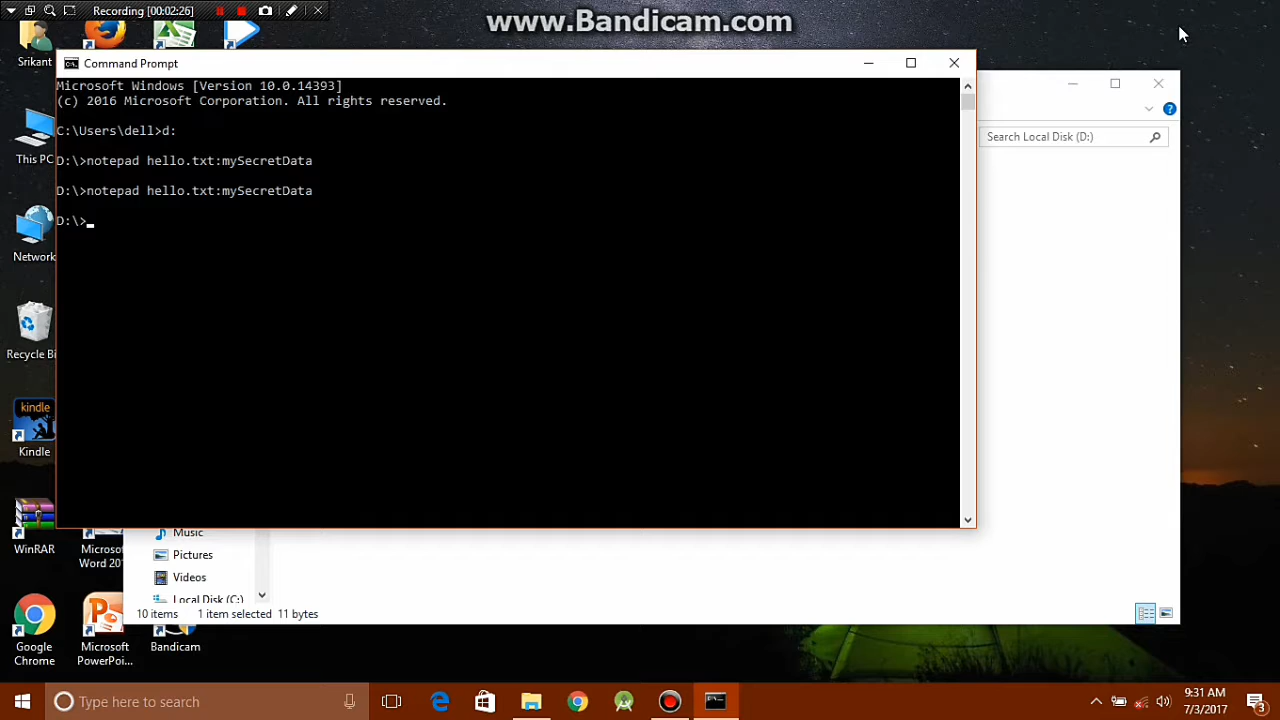 Recording [00:02:26]
www.Bandicam.com
Srikant
This PC
Network
Recycle Bi
kindle
Kindle
WinRAR
Microso
Word 20
Google
Chrome
Microsoft
PowerPoi...
Bandicam
Command Prompt
Microsoft Windows [Version 10.0.14393]
(c) 2016 Microsoft Corporation. All rights reserved.
C:\Users\dell>d:
D:\>notepad hello.txt:mySecretData
D:\>notepad hello.txt:mySecretData
D:\>
Search Local Disk (D:)
Music
Pictures
Videos
Local Disk (C:)
10 items 1 item selected 11 bytes
Type here to search
9:31 AM
7/3/2017
3